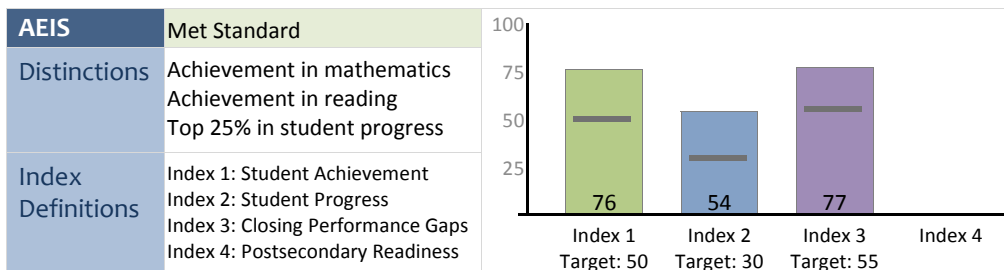 AEIS
Met Standard
Distinctions
Achievement in mathematics
Achievement in reading
Top 25% in student progress
Index
Definitions
Index 1: Student Achievement
Index 2: Student Progress
Index 3: Closing Performance Gaps
Index 4: Postsecondary Readiness
100
75
50
25
76
54
77
Index 1
Target: 50
Index 2
Target: 30
Index 3
Target: 55
Index 4